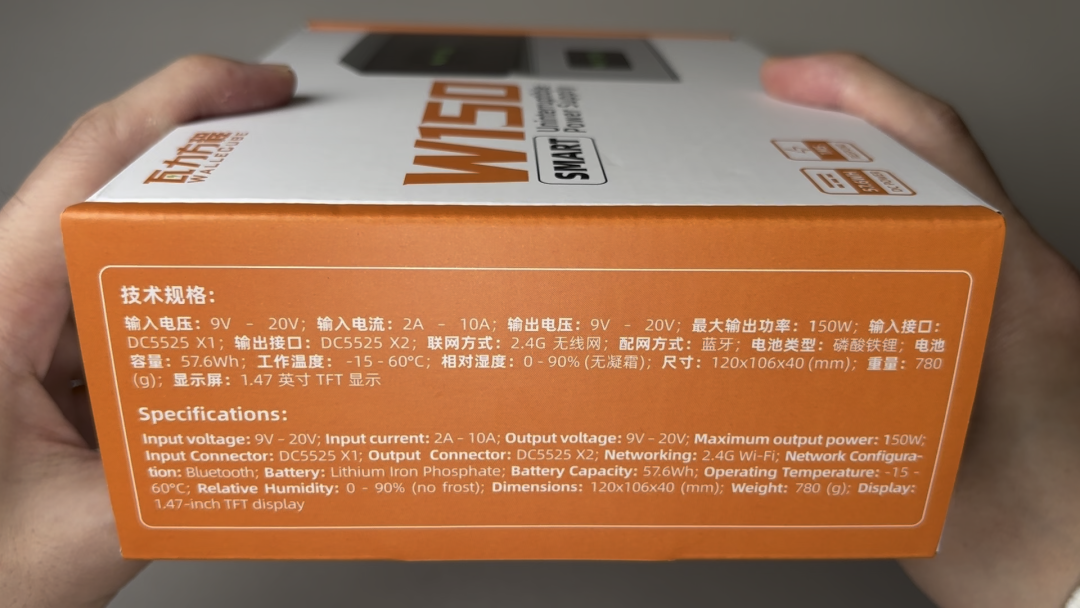 瓦力方程
WALLECUBE
W150
SMART
Uninterruptible
Power Supply
技术规格：
输入电压：9V - 20V；输入电流：2A - 10A；输出电压：9V - 20V；最大输出功率：150W；输入接口：
DC5525 X1；输出接口：DC5525 X2；联网方式：2.4G 无线网；配网方式：蓝牙；电池类型：磷酸铁锂；电池
容量：57.6Wh；工作温度：-15 - 60℃；相对湿度：0 - 90% (无凝霜)；尺寸：120x106x40 (mm)；重量：780
(g)；显示屏：1.47 英寸 TFT 显示
Specifications:
Input voltage: 9V – 20V; Input current: 2A - 10A; Output voltage: 9V – 20V; Maximum output power: 150W;
Input Connector: DC5525 X1; Output Connector: DC5525 X2; Networking: 2.4G Wi-Fi; Network Configura-
tion: Bluetooth; Battery: Lithium Iron Phosphate; Battery Capacity: 57.6Wh; Operating Temperature: -15 -
60℃; Relative Humidity: 0 – 90% (no frost); Dimensions: 120x106x40 (mm); Weight: 780 (g); Display:
1.47-inch TFT display